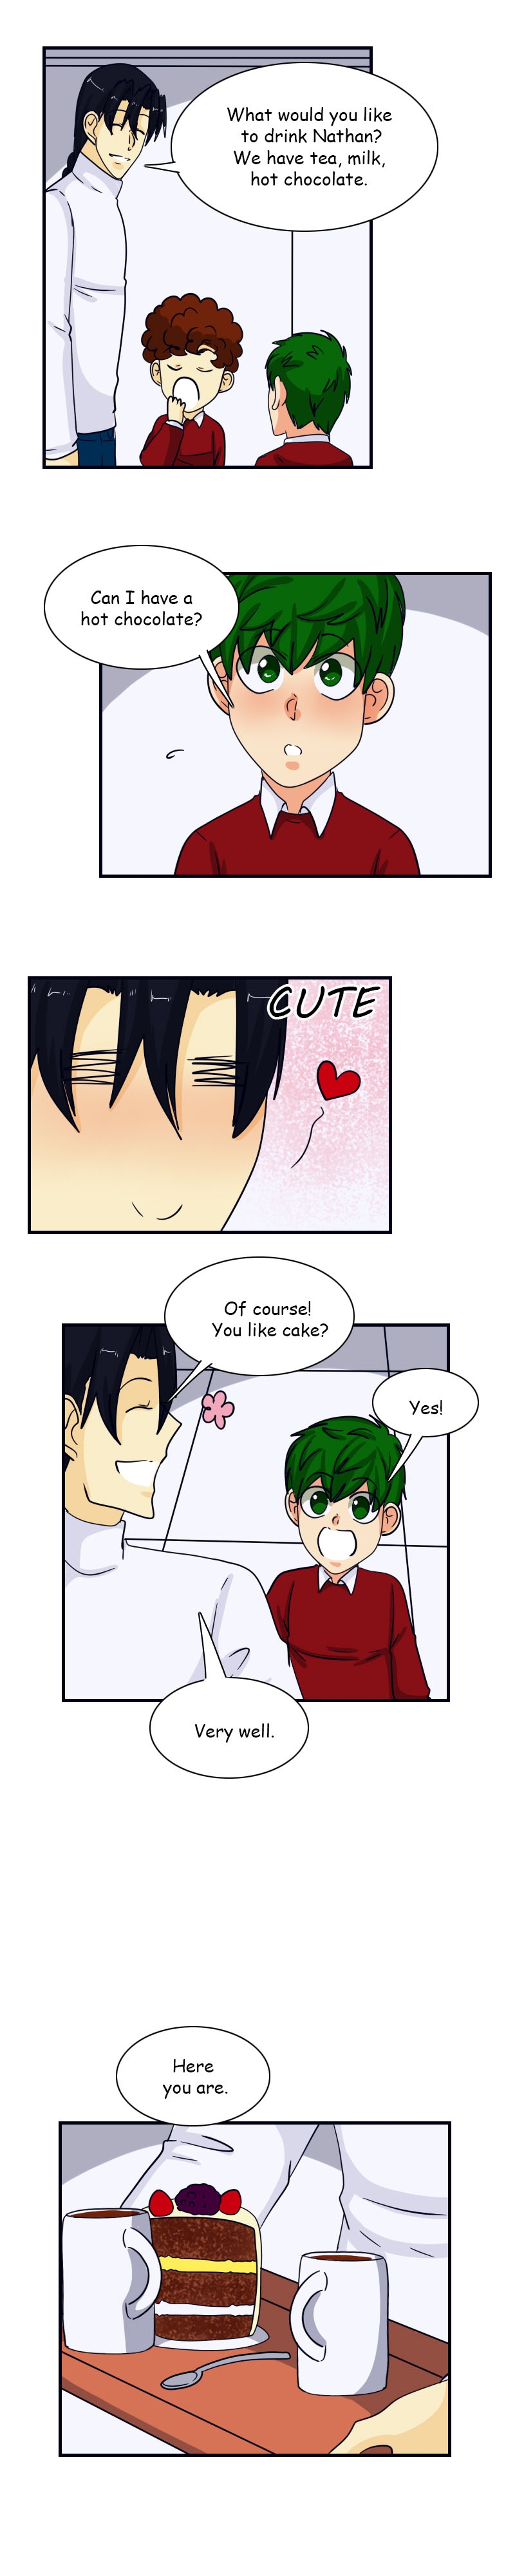 What would you like
to drink Nathan?
We have tea, milk,
hot chocolate.
Can I have a
hot chocolate?
CUTE
Of course!
You like cake?
Yes!
Very well.
Here
you are.